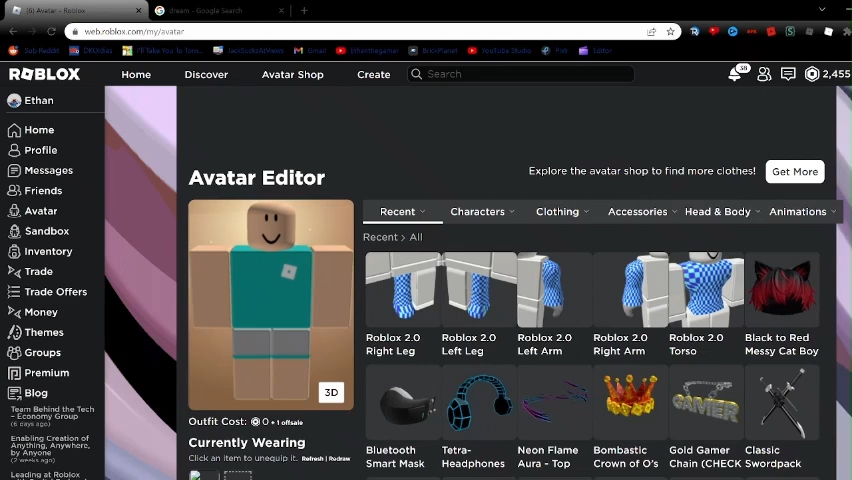 (6) Avatar - Roblox
dream - Google Search
web.roblox.com/my/avatar
Sub Reddit
I'll Take You To Tom...
JackSucksAtViews
Gmail
Ethanthegamer
BrickPlanet
YouTube Studio
Editor
ROBLOX
Home
Discover
Avatar Shop
Create
Search
2,455
Ethan
Home
Profile
Messages
Friends
Avatar
Sandbox
Inventory
Trade
Trade Offers
Money
Themes
Groups
Premium
Blog
Team Behind the Tech
- Economy Group
(6 days ago)
Enabling Creation of
Anything, Anywhere,
by Anyone
(2 weeks ago)
Leading at Roblox
Avatar Editor
Explore the avatar shop to find more clothes!
Get More
Recent
Characters
Clothing
Accessories
Head & Body
Animations
Recent > All
3D
Outfit Cost: 0 + 1 offsale
Currently Wearing
Click an item to unequip it. Refresh | Redraw
Roblox 2.0
Right Leg
Roblox 2.0
Left Leg
Roblox 2.0
Left Arm
Roblox 2.0
Right Arm
Roblox 2.0
Torso
Black to Red
Messy Cat Boy
Bluetooth
Smart Mask
Tetra-
Headphones
Neon Flame
Aura - Top
Bombastic
Crown of O's
GAMER
Gold Gamer
Chain (CHECK
Classic
Swordpack